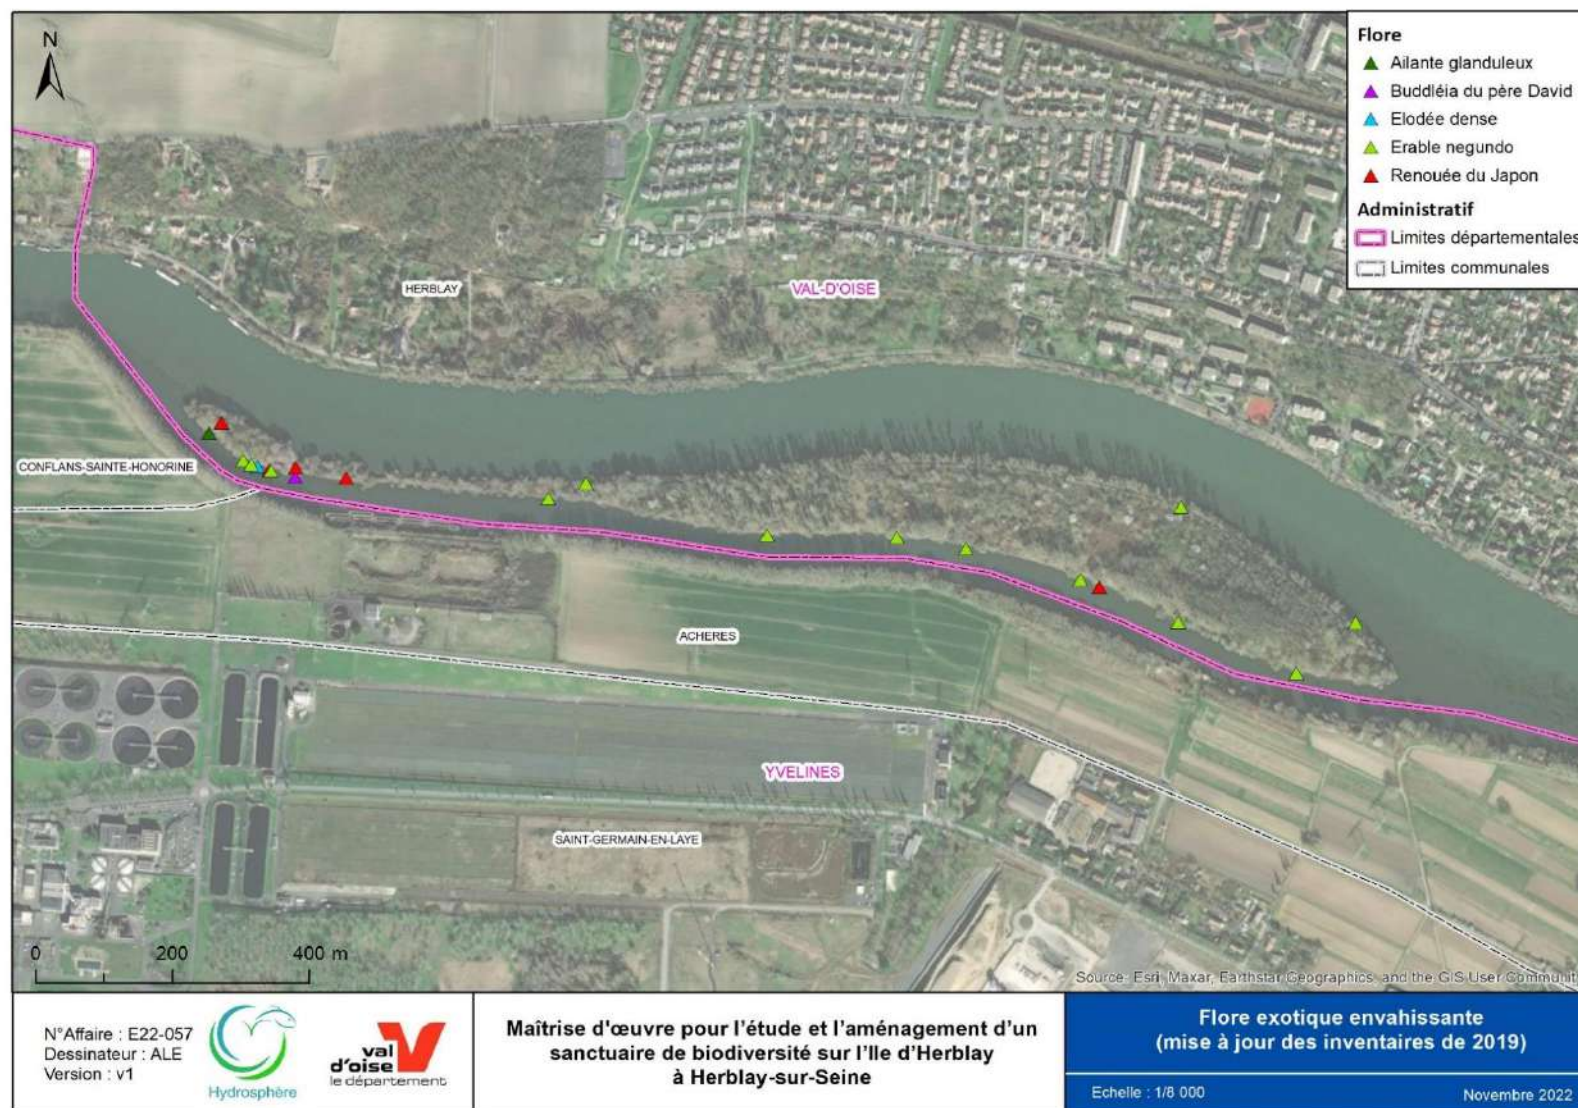 N
Flore
Ailante glanduleux
Buddléia du père David
Elodée dense
Erable negundo
Renouée du Japon
Administratif
Limites départementales
Limites communales
HERBLAY
VAL-D'OISE
CONFLANS-SAINTE-HONORINE
ACHERES
YVELINES
SAINT-GERMAIN-EN-LAYE
0 200 400 m
Source: Esri, Maxar, Earthstar Geographics, and the GIS User Communit
N°Affaire : E22-057
Dessinateur : ALE
Version : v1
Hydrosphère
val
d'oise
le département
Maîtrise d'œuvre pour l'étude et l'aménagement d'un
sanctuaire de biodiversité sur l'Ile d'Herblay
à Herblay-sur-Seine
Flore exotique envahissante
(mise à jour des inventaires de 2019)
Echelle : 1/8 000
Novembre 2022